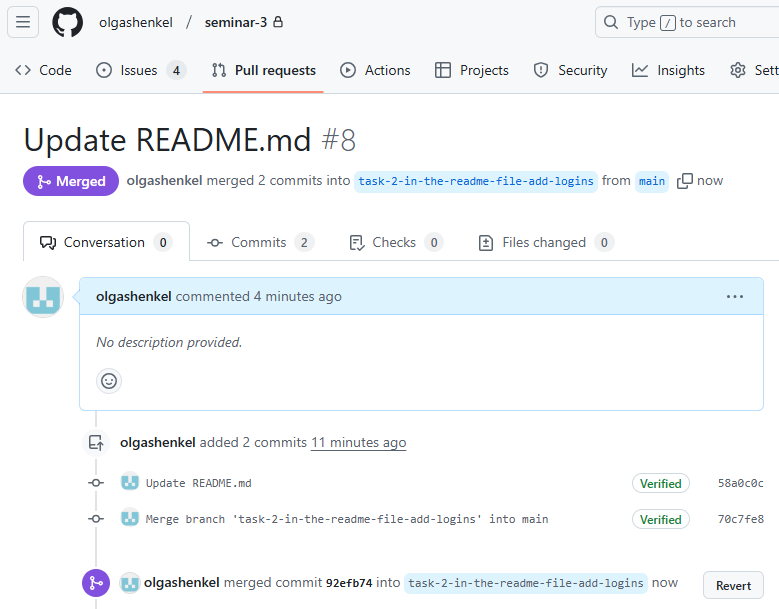 olgashenkel / seminar-3 Type / to search
Code Issues 4 Pull requests Actions Projects Security Insights Sett
Update README.md #8
Merged olgashenkel merged 2 commits into task-2-in-the-readme-file-add-logins from main now
Conversation 0 Commits 2 Checks 0 Files changed 0
olgashenkel commented 4 minutes ago ...
No description provided.
olgashenkel added 2 commits 11 minutes ago
Update README.md Verified 58a0c0c
Merge branch 'task-2-in-the-readme-file-add-logins' into main Verified 70c7fe8
olgashenkel merged commit 92efb74 into task-2-in-the-readme-file-add-logins now Revert